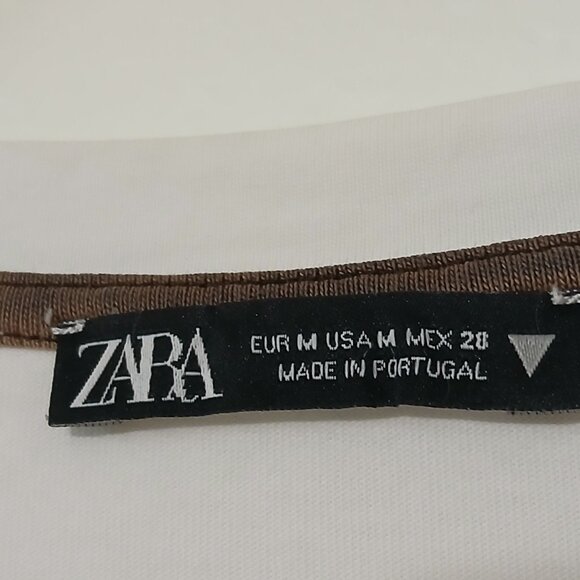 ZARA
EUR M USA M MEX 28
MADE IN PORTUGAL